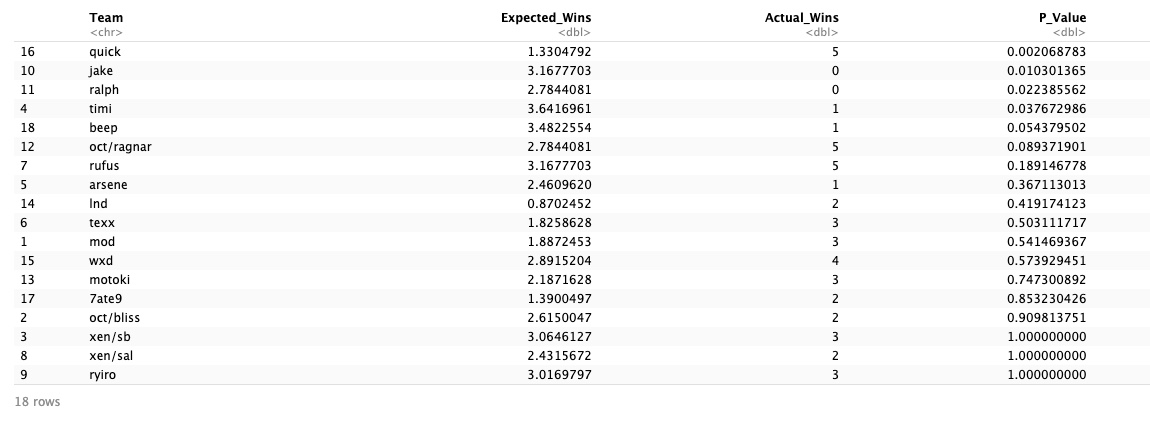 Team Expected_Wins Actual_Wins P_Value
<chr> <dbl> <dbl> <dbl>
16 quick 1.3304792 5 0.002068783
10 jake 3.1677703 0 0.010301365
11 ralph 2.7844081 0 0.022385562
4 timi 3.6416961 1 0.037672986
18 beep 3.4822554 1 0.054379502
12 oct/ragnar 2.7844081 5 0.089371901
7 rufus 3.1677703 5 0.189146778
5 arsene 2.4609620 1 0.367113013
14 lnd 0.8702452 2 0.419174123
6 texx 1.8258628 3 0.503111717
1 mod 1.8872453 3 0.541469367
15 wxd 2.8915204 4 0.573929451
13 motoki 2.1871628 3 0.747300892
17 7ate9 1.3900497 2 0.853230426
2 oct/bliss 2.6150047 2 0.909813751
3 xen/sb 3.0646127 3 1.000000000
8 xen/sal 2.4315672 2 1.000000000
9 ryiro 3.0169797 3 1.000000000
18 rows